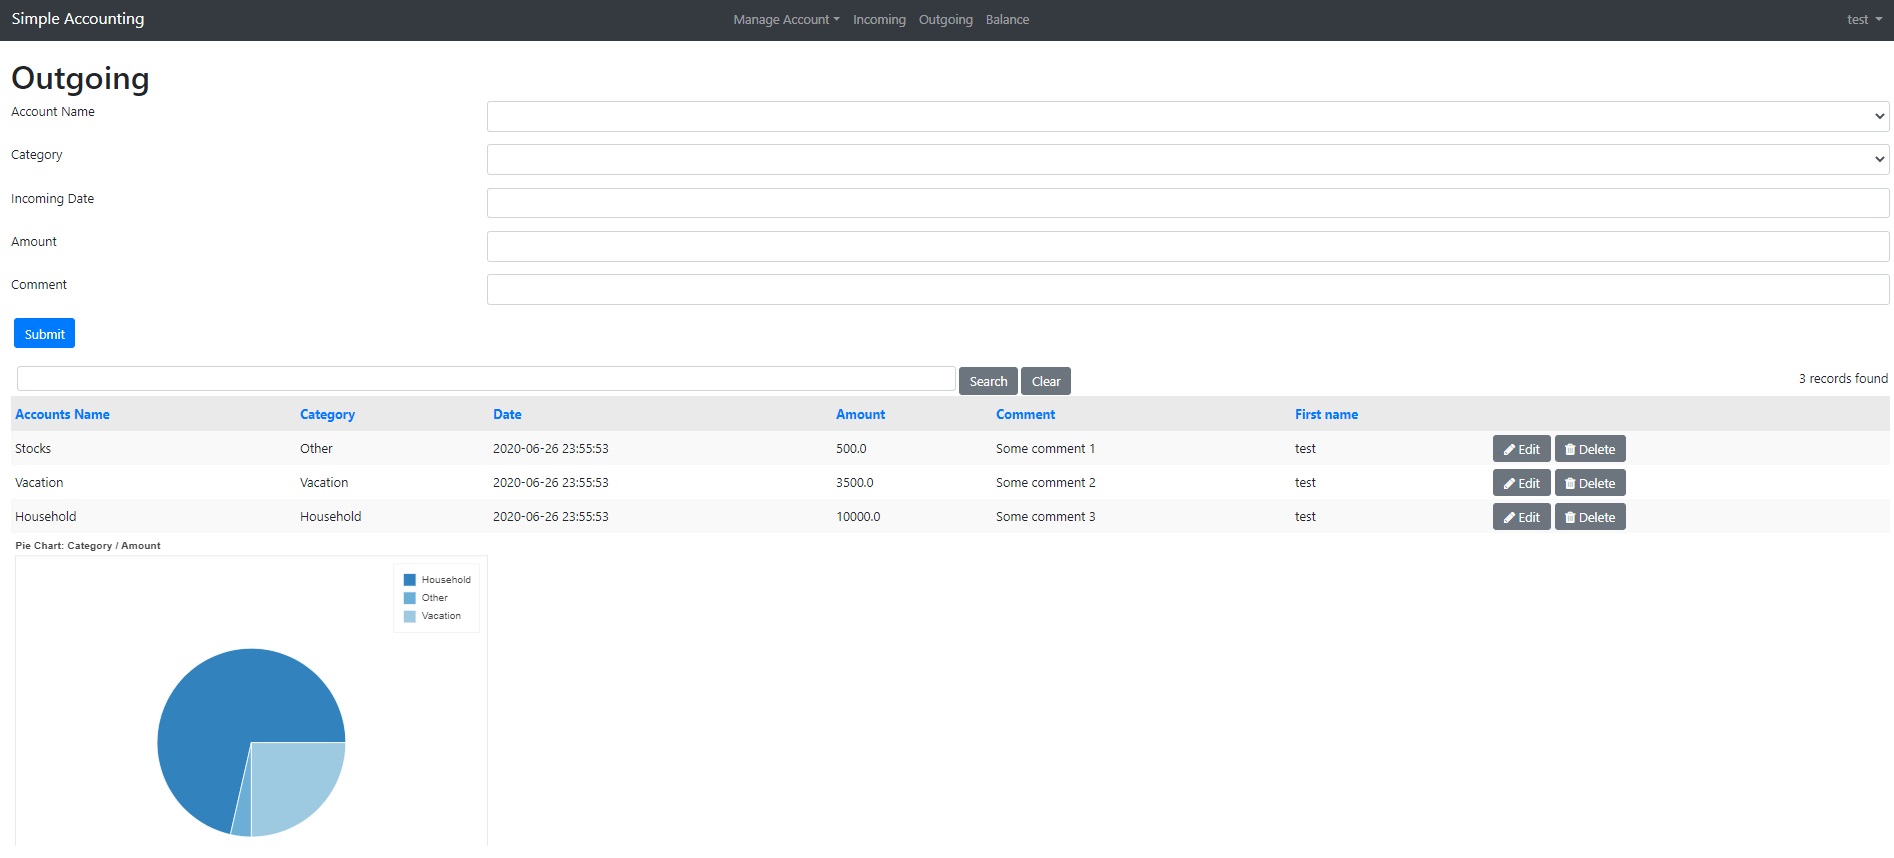 Simple Accounting Manage Account Incoming Outgoing Balance test
Outgoing
Account Name
Category
Incoming Date
Amount
Comment
Submit
Search Clear 3 records found
Accounts Name Category Date Amount Comment First name
Stocks Other 2020-06-26 23:55:53 500.0 Some comment 1 test Edit Delete
Vacation Vacation 2020-06-26 23:55:53 3500.0 Some comment 2 test Edit Delete
Household Household 2020-06-26 23:55:53 10000.0 Some comment 3 test Edit Delete
Pie Chart: Category / Amount
Household
Other
Vacation